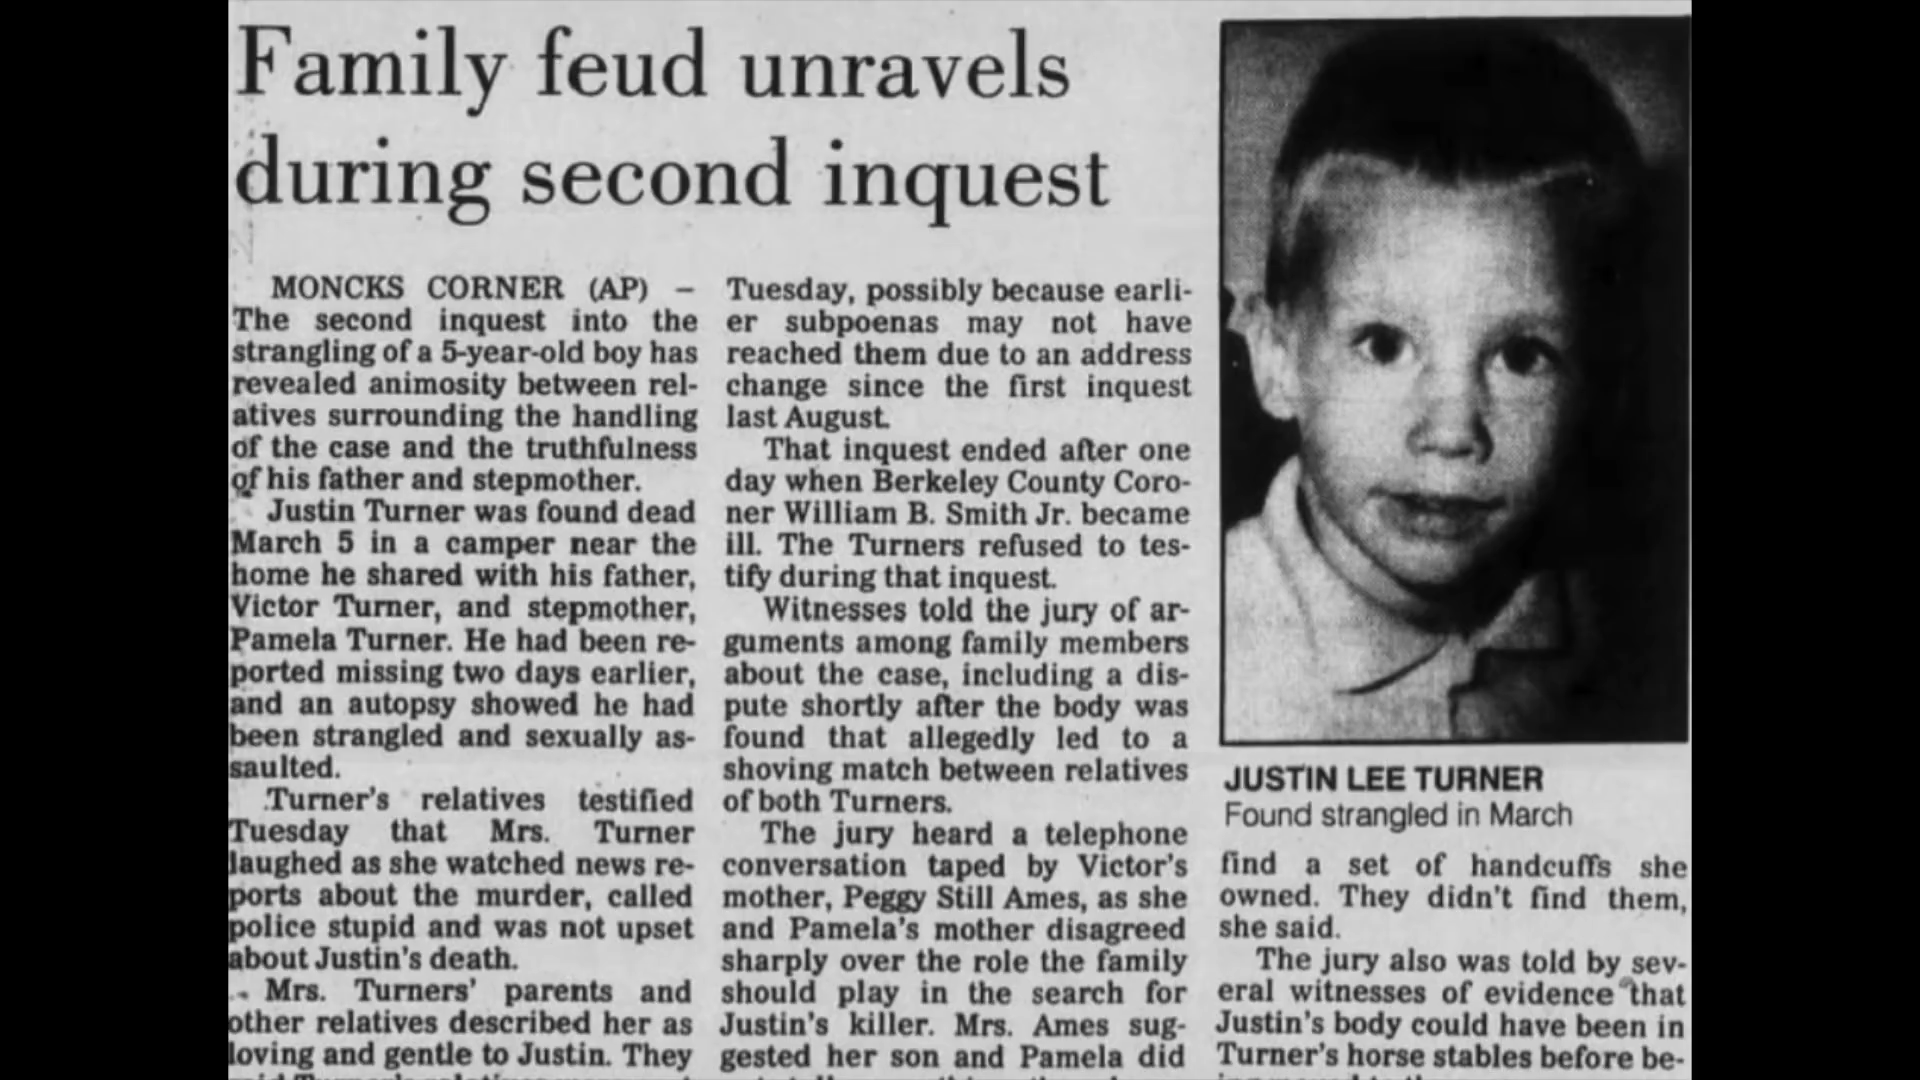 Family feud unravels
during second inquest
MONCKS CORNER (AP) –
The second inquest into the
strangling of a 5-year-old boy has
revealed animosity between rel-
atives surrounding the handling
of the case and the truthfulness
of his father and stepmother.
Justin Turner was found dead
March 5 in a camper near the
home he shared with his father,
Victor Turner, and stepmother,
Pamela Turner. He had been re-
ported missing two days earlier,
and an autopsy showed he had
been strangled and sexually as-
saulted.
Turner's relatives testified
Tuesday that Mrs. Turner
laughed as she watched news re-
ports about the murder, called
police stupid and was not upset
about Justin's death.
Mrs. Turners' parents and
other relatives described her as
loving and gentle to Justin. They
Tuesday, possibly because earli-
er subpoenas may not have
reached them due to an address
change since the first inquest
last August.
That inquest ended after one
day when Berkeley County Coro-
ner William B. Smith Jr. became
ill. The Turners refused to tes-
tify during that inquest.
Witnesses told the jury of ar-
guments among family members
about the case, including a dis-
pute shortly after the body was
found that allegedly led to a
shoving match between relatives
of both Turners.
The jury heard a telephone
conversation taped by Victor's
mother, Peggy Still Ames, as she
and Pamela's mother disagreed
sharply over the role the family
should play in the search for
Justin's killer. Mrs. Ames sug-
gested her son and Pamela did
JUSTIN LEE TURNER
Found strangled in March
find a set of handcuffs she
owned. They didn't find them,
she said.
The jury also was told by sev-
eral witnesses of evidence that
Justin's body could have been in
Turner's horse stables before be-